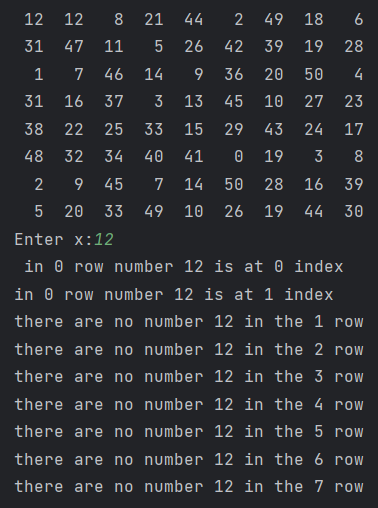 12 12 8 21 44 2 49 18 6
31 47 11 5 26 42 39 19 28
1 7 46 14 9 36 20 50 4
31 16 37 3 13 45 10 27 23
38 22 25 33 15 29 43 24 17
48 32 34 40 41 0 19 3 8
2 9 45 7 14 50 28 16 39
5 20 33 49 10 26 19 44 30
Enter x:12
in 0 row number 12 is at 0 index
in 0 row number 12 is at 1 index
there are no number 12 in the 1 row
there are no number 12 in the 2 row
there are no number 12 in the 3 row
there are no number 12 in the 4 row
there are no number 12 in the 5 row
there are no number 12 in the 6 row
there are no number 12 in the 7 row